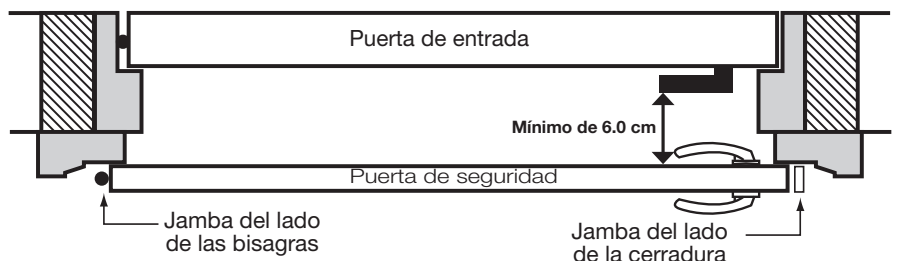 Puerta de entrada
Mínimo de 6.0 cm
Puerta de seguridad
Jamba del lado
de las bisagras
Jamba del lado
de la cerradura